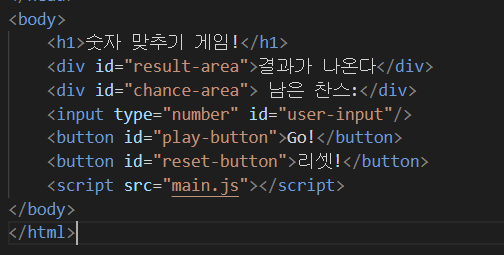 <body>
<h1>숫자 맞추기 게임!</h1>
<div id="result-area">결과가 나온다</div>
<div id="chance-area"> 남은 찬스:</div>
<input type="number" id="user-input"/>
<button id="play-button">Go!</button>
<button id="reset-button">리셋!</button>
<script src="main.js"></script>
</body>
</html>